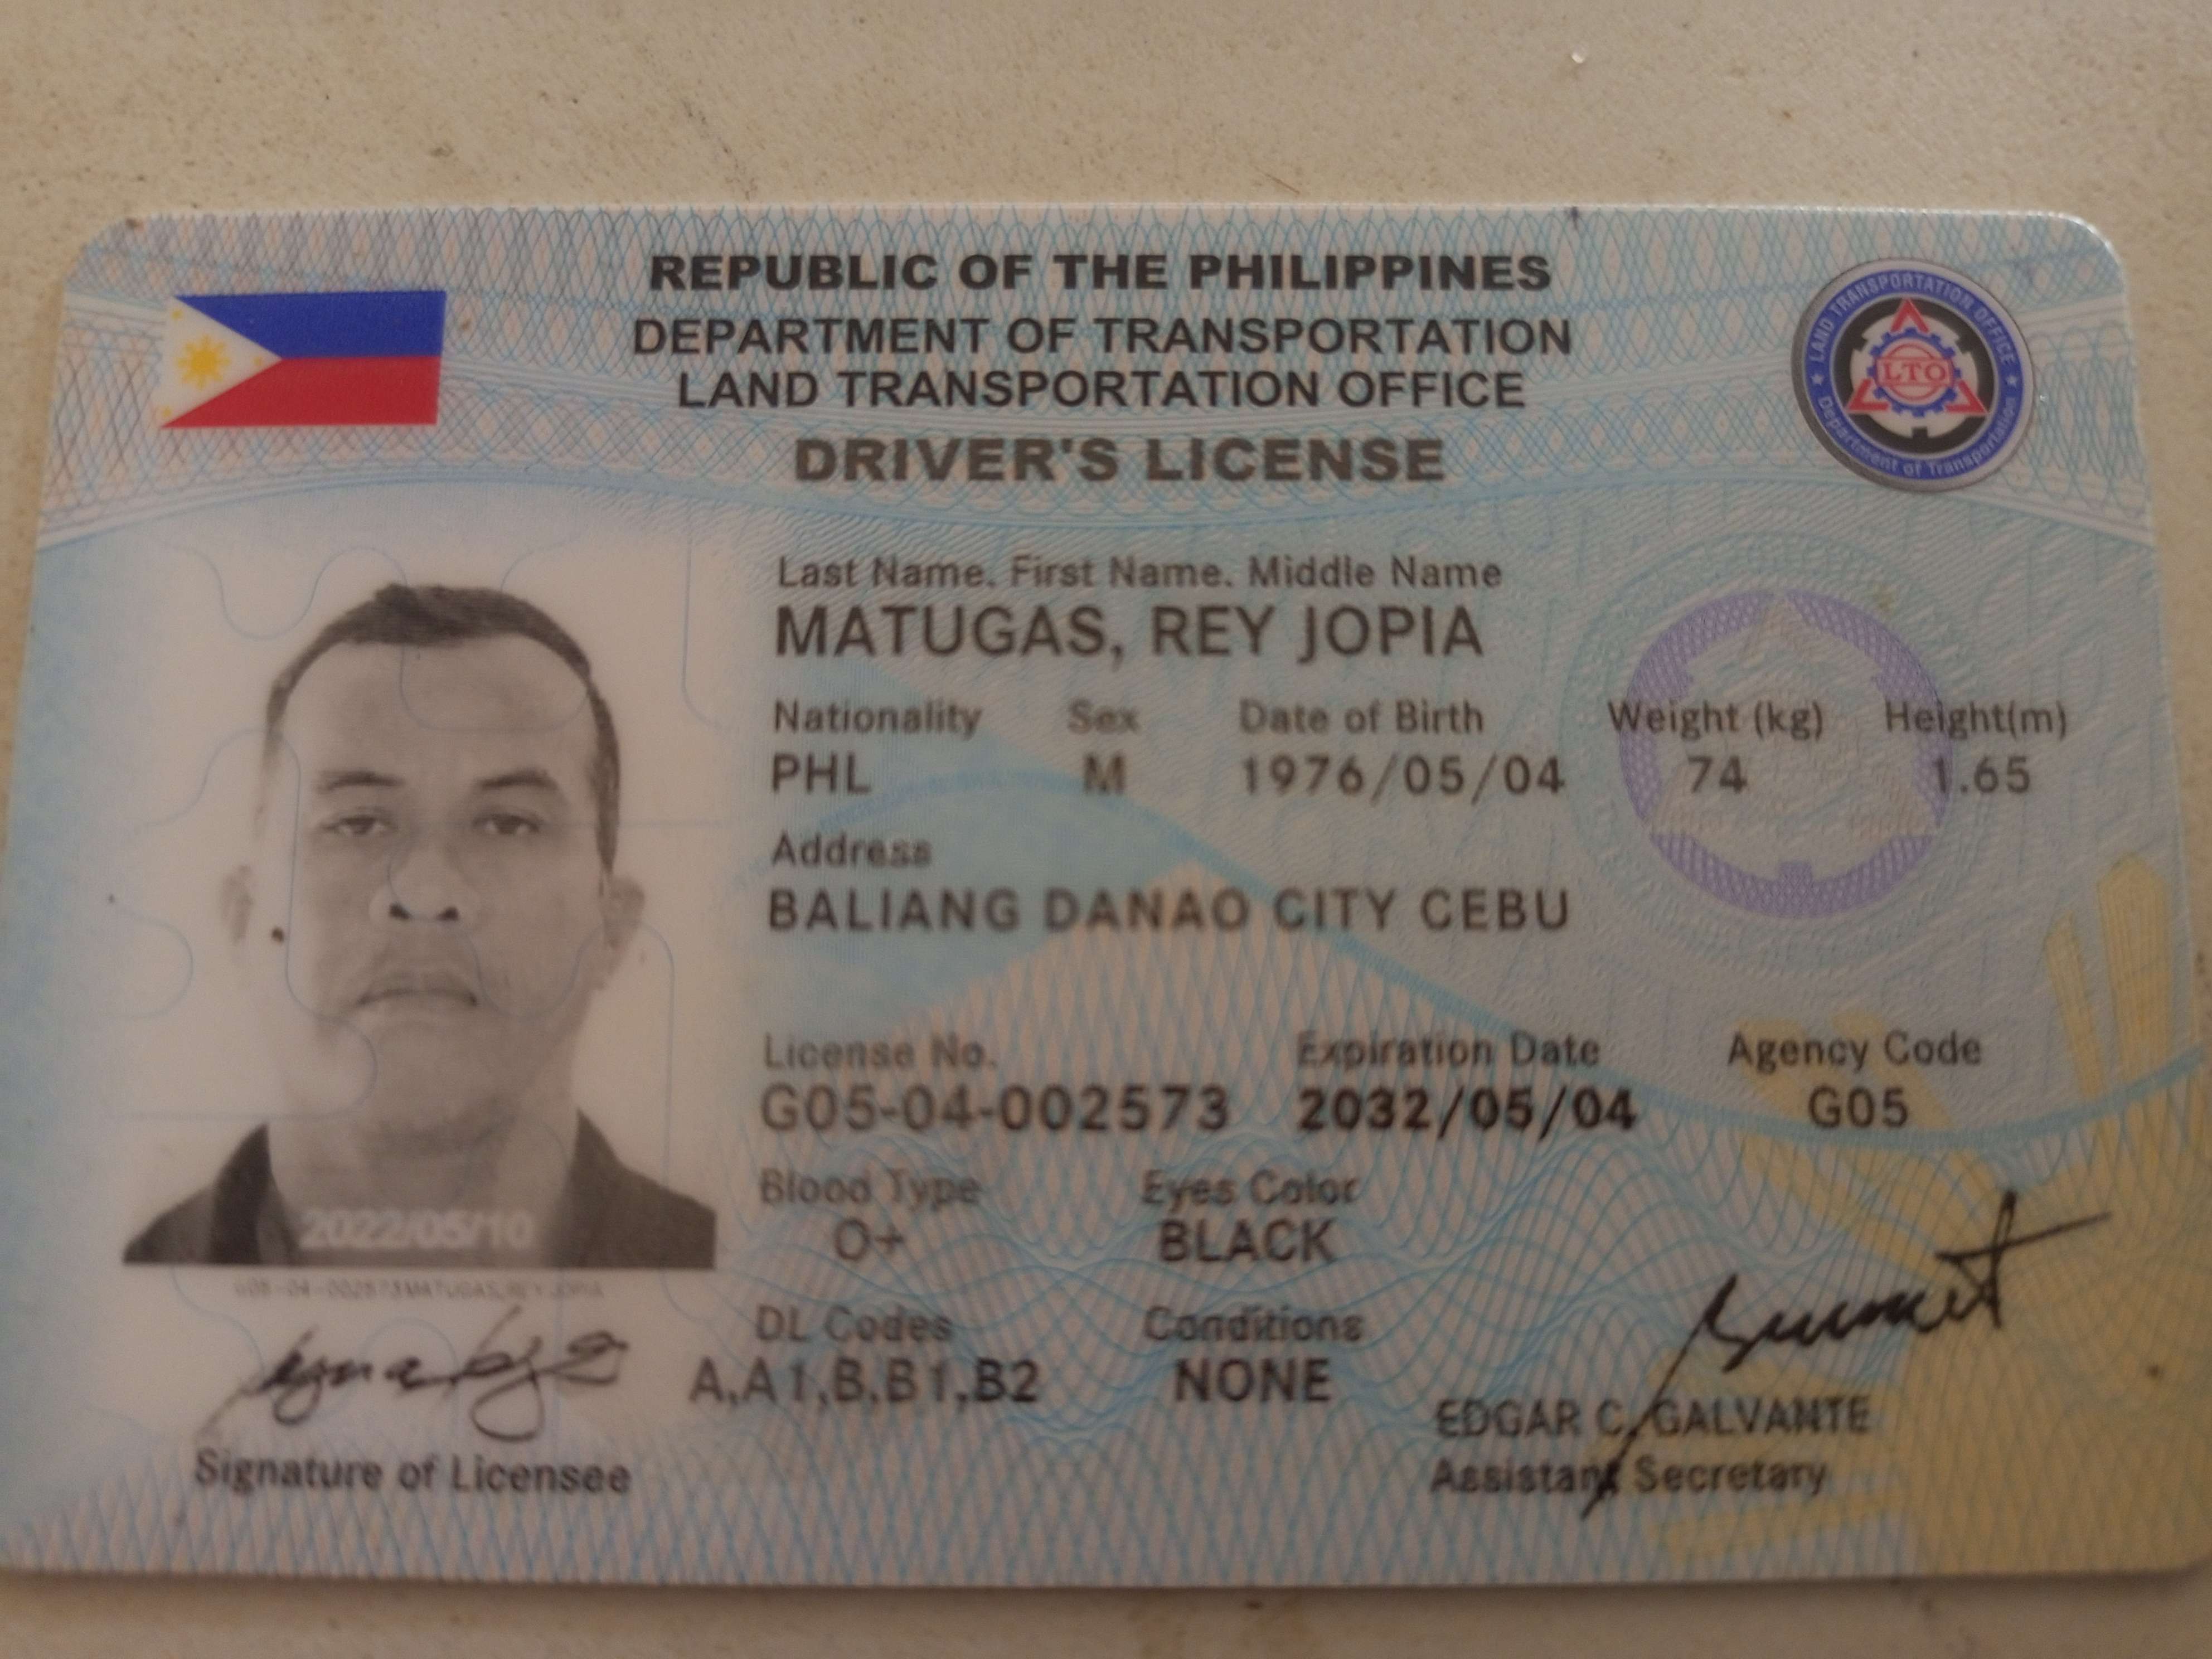 REPUBLIC OF THE PHILIPPINES
DEPARTMENT OF TRANSPORTATION
LAND TRANSPORTATION OFFICE
DRIVER'S LICENSE
LAND TRANSPORTATION OFFICE
LTO
Department of Transportation
Last Name. First Name. Middle Name
MATUGAS, REY JOPIA
Nationality Sex Date of Birth Weight (kg) Height(m)
PHL M 1976/05/04 74 1.65
Address
BALIANG DANAO CITY CEBU
License No. Expiration Date Agency Code
G05-04-002573 2032/05/04 G05
Blood Type Eyes Color
O+ BLACK
2022/05/10
G05-04-002573MATUGAS,REY JOPIA
DL Codes Conditions
A,A1,B,B1,B2 NONE
EDGAR C. GALVANTE
Signature of Licensee Assistant Secretary